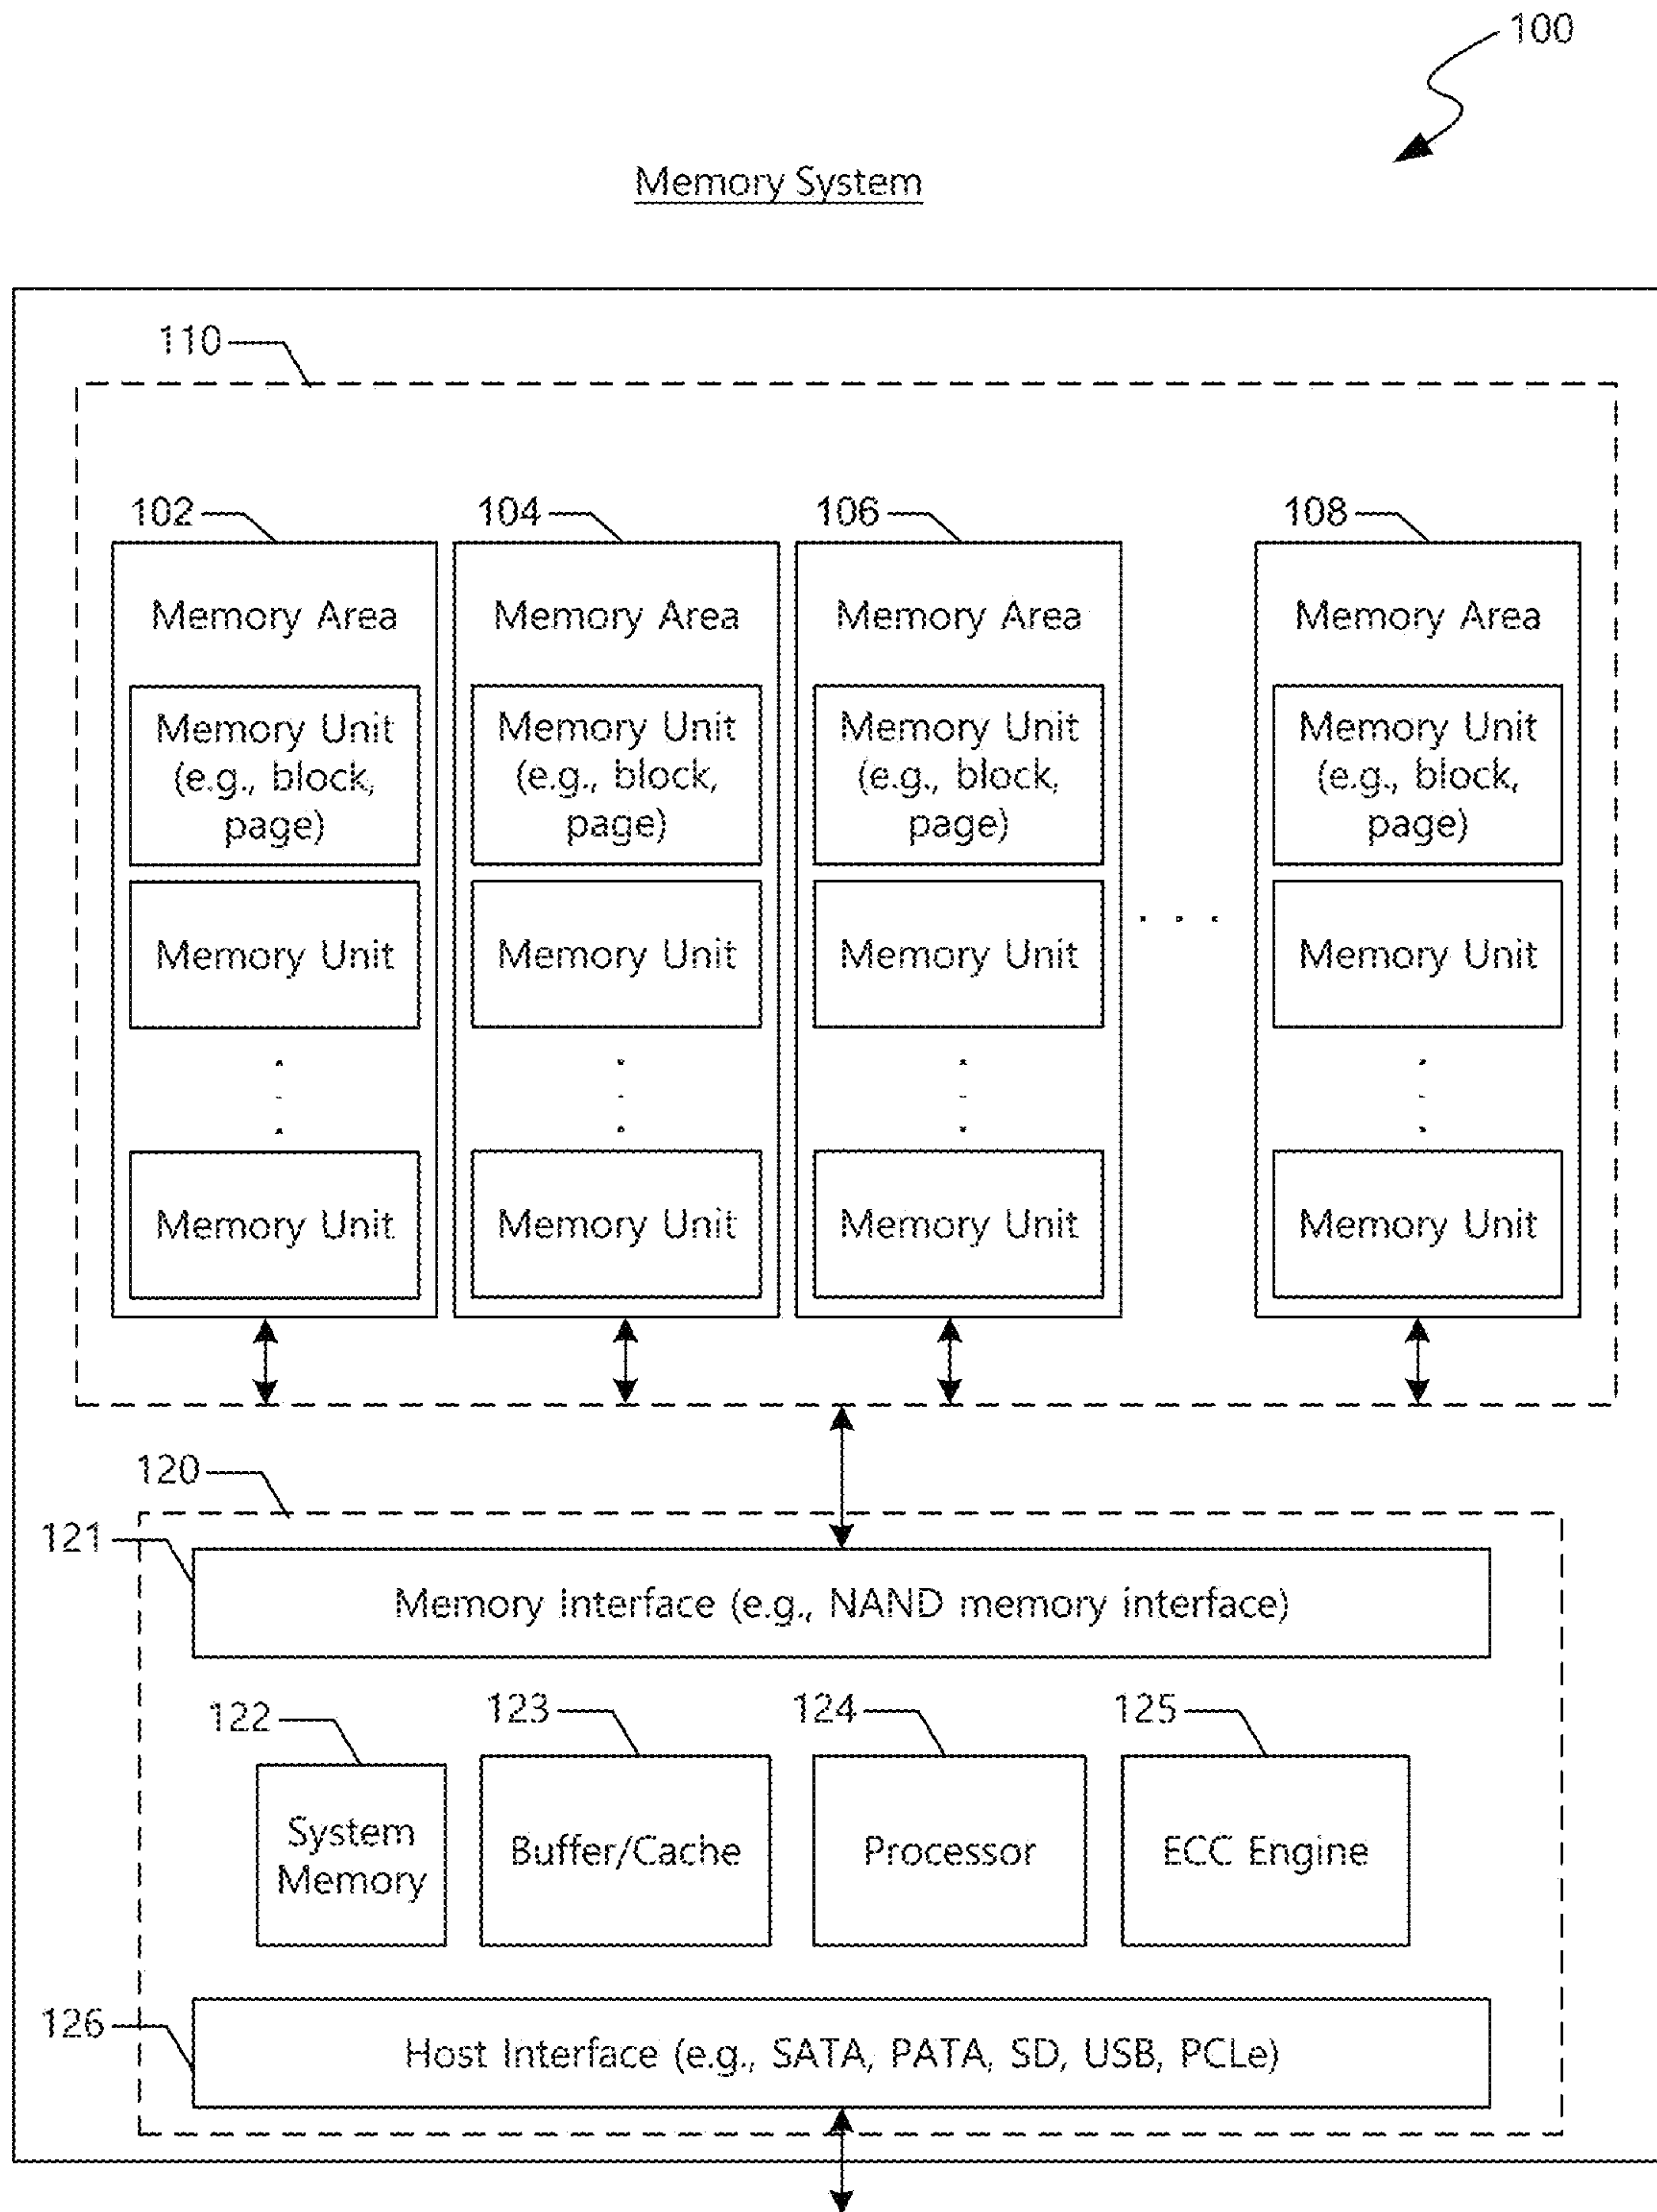 100
Memory System
110
102
104
106
108
Memory Area
Memory Area
Memory Area
Memory Area
Memory Unit
(e.g., block,
page)
Memory Unit
(e.g., block,
page)
Memory Unit
(e.g., block,
page)
Memory Unit
(e.g., block,
page)
Memory Unit
Memory Unit
Memory Unit
. . .
Memory Unit
Memory Unit
Memory Unit
Memory Unit
Memory Unit
120
121
Memory Interface (e.g., NAND memory interface)
122
123
124
125
System
Memory
Buffer/Cache
Processor
ECC Engine
126
Host Interface (e.g., SATA, PATA, SD, USB, PCLe)